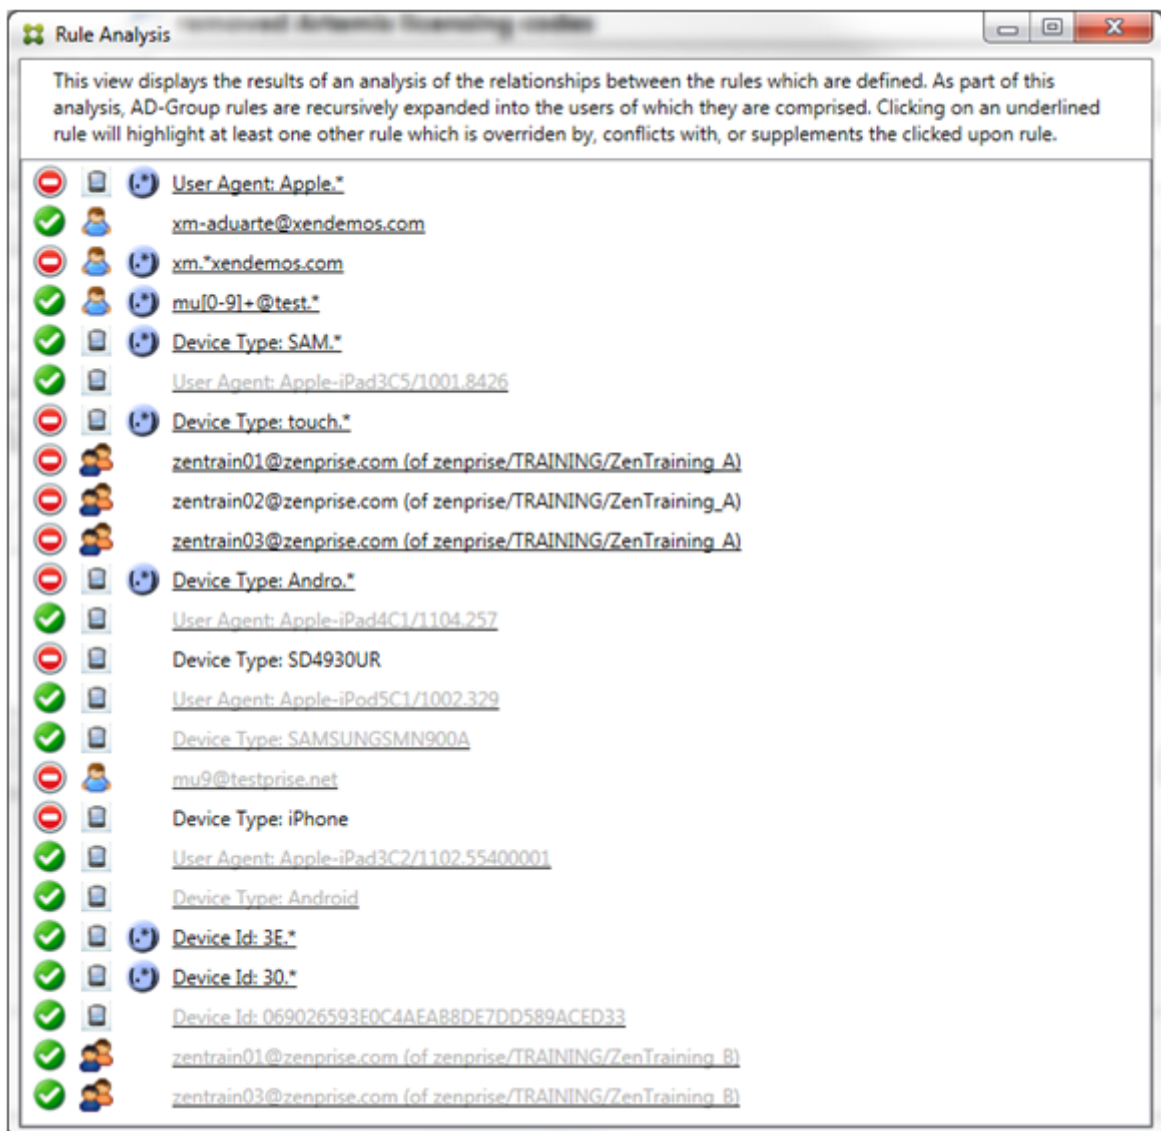 removed Artemis licensing codes
Rule Analysis
This view displays the results of an analysis of the relationships between the rules which are defined. As part of this
analysis, AD-Group rules are recursively expanded into the users of which they are comprised. Clicking on an underlined
rule will highlight at least one other rule which is overriden by, conflicts with, or supplements the clicked upon rule.
(.*) User Agent: Apple.*
xm-aduarte@xendemos.com
(.*) xm.*xendemos.com
(.*) mu[0-9]+@test.*
(.*) Device Type: SAM.*
User Agent: Apple-iPad3C5/1001.8426
(.*) Device Type: touch.*
zentrain01@zenprise.com (of zenprise/TRAINING/ZenTraining_A)
zentrain02@zenprise.com (of zenprise/TRAINING/ZenTraining_A)
zentrain03@zenprise.com (of zenprise/TRAINING/ZenTraining_A)
(.*) Device Type: Andro.*
User Agent: Apple-iPad4C1/1104.257
Device Type: SD4930UR
User Agent: Apple-iPod5C1/1002.329
Device Type: SAMSUNGSMN900A
mu9@testprise.net
Device Type: iPhone
User Agent: Apple-iPad3C2/1102.55400001
Device Type: Android
(.*) Device Id: 3E.*
(.*) Device Id: 30.*
Device Id: 069026593E0C4AEAB8DE7DD589ACED33
zentrain01@zenprise.com (of zenprise/TRAINING/ZenTraining_B)
zentrain03@zenprise.com (of zenprise/TRAINING/ZenTraining_B)